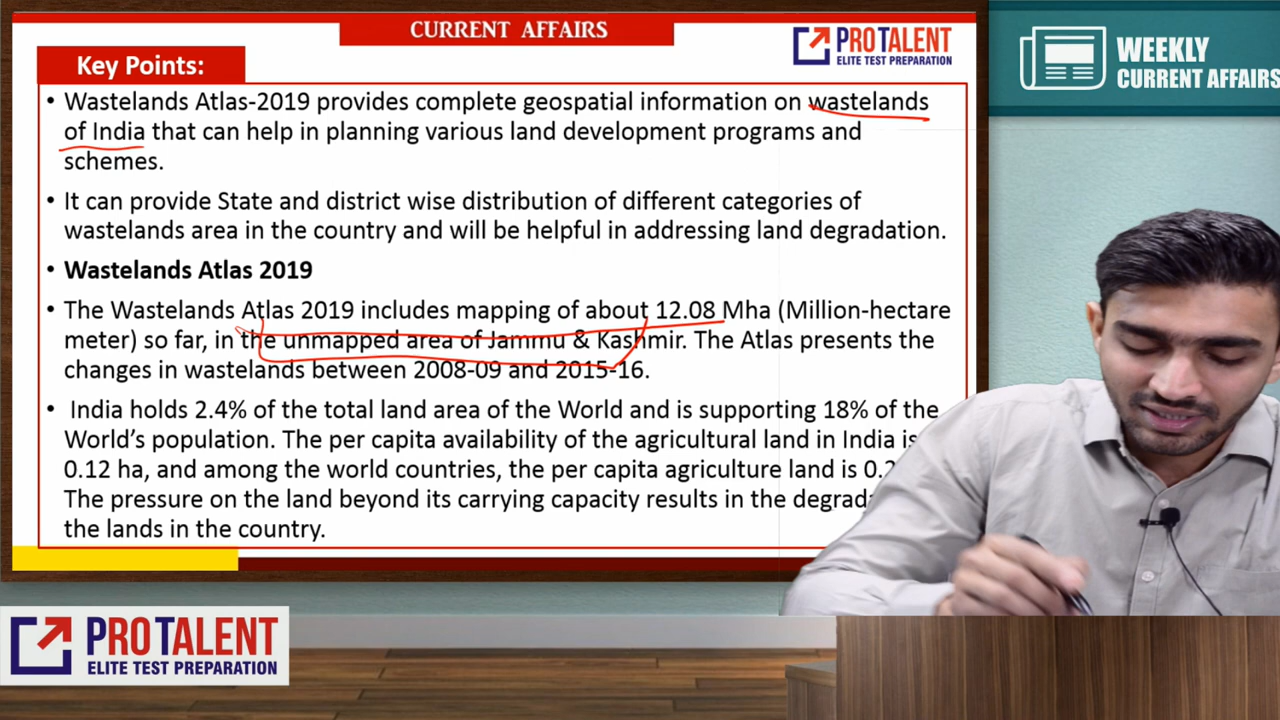 CURRENT AFFAIRS
PROTALENT
ELITE TEST PREPARATION
WEEKLY
CURRENT AFFAIRS
Key Points:
• Wastelands Atlas-2019 provides complete geospatial information on wastelands
of India that can help in planning various land development programs and
schemes.
• It can provide State and district wise distribution of different categories of
wastelands area in the country and will be helpful in addressing land degradation.
• Wastelands Atlas 2019
• The Wastelands Atlas 2019 includes mapping of about 12.08 Mha (Million-hectare
meter) so far, in the unmapped area of Jammu & Kashmir. The Atlas presents the
changes in wastelands between 2008-09 and 2015-16.
• India holds 2.4% of the total land area of the World and is supporting 18% of the
World's population. The per capita availability of the agricultural land in India is
0.12 ha, and among the world countries, the per capita agriculture land is
The pressure on the land beyond its carrying capacity results in the
the lands in the country.
PROTALENT
ELITE TEST PREPARATION